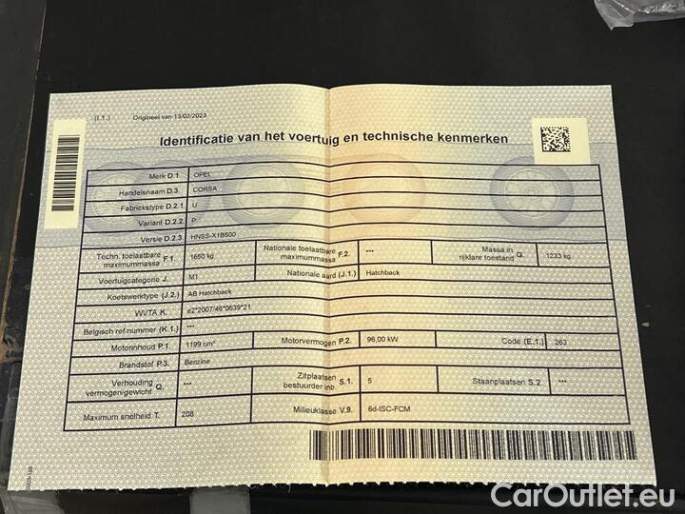 (I.1.) Origineel van 13/02/2023
Identificatie van het voertuig en technische kenmerken
Merk D.1. OPEL
Handelsnaam D.3. CORSA
Fabriekstype D.2.1. U
Variant D.2.2. P
Versie D.2.3. HNSS-X1B500
Techn. toelaatbare maximummassa F.1. 1650 kg Nationale toelaatbare maximummassa F.2. *** Massa in rijklare toestand G. 1233 kg
Voertuigcategorie J. M1 Nationale aard (J.1.) Hatchback
Koetswerktype (J.2.) AB Hatchback
WVTA K. e2*2007/46*0639*21
Belgisch ref.nummer (K.1.) ***
Motorinhoud P.1. 1199 cm³ Motorvermogen P.2. 96,00 kW Code (E.1.) 263
Brandstof P.3. Benzine
Verhouding vermogen/gewicht Q. *** Zitplaatsen bestuurder inb. S.1. 5 Staanplaatsen S.2. ***
Maximum snelheid T. 208 Milieuklasse V.9. 6d-ISC-FCM
CarOutlet.eu